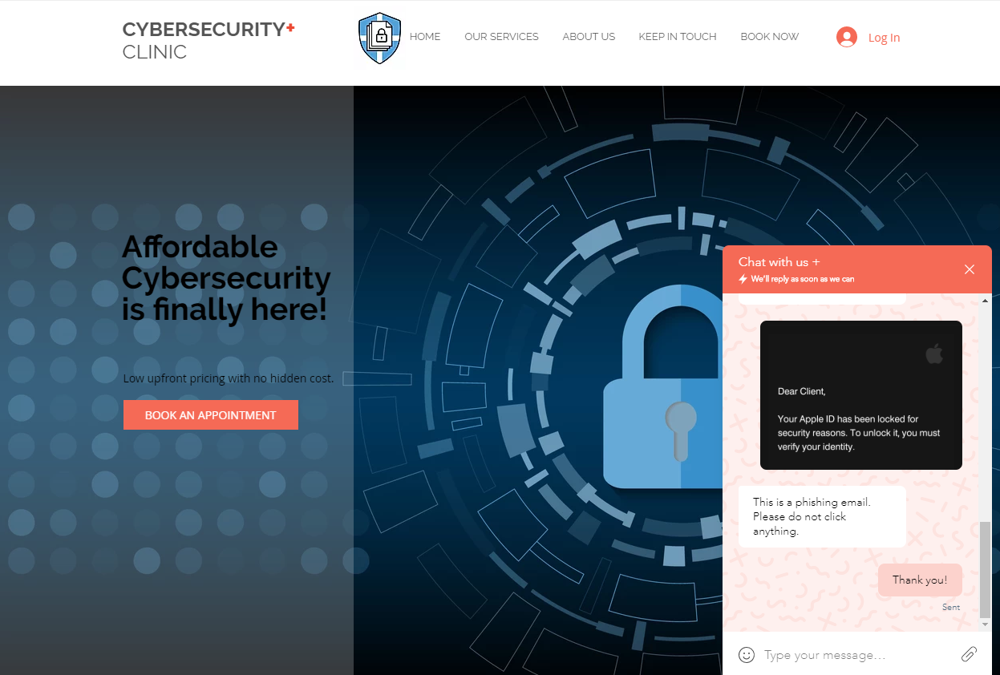 CYBERSECURITY+
CLINIC
HOME
OUR SERVICES
ABOUT US
KEEP IN TOUCH
BOOK NOW
Log In
Affordable
Cybersecurity
is finally here!
Low upfront pricing with no hidden cost.
BOOK AN APPOINTMENT
Chat with us +
We'll reply as soon as we can
Dear Client,
Your Apple ID has been locked for
security reasons. To unlock it, you must
verify your identity.
This is a phishing email.
Please do not click
anything.
Thank you!
Sent
Type your message...